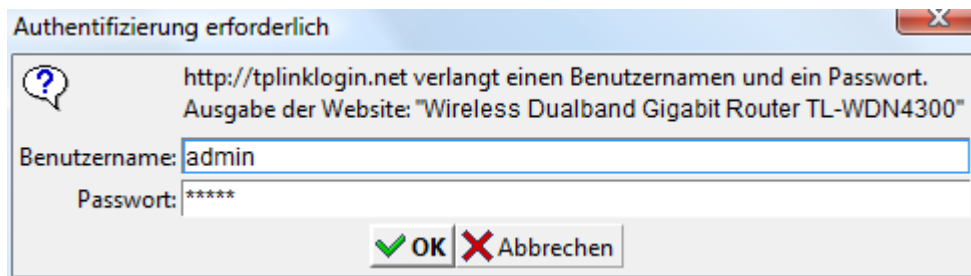 Authentifizierung erforderlich
http://tplinklogin.net verlangt einen Benutzernamen und ein Passwort.
Ausgabe der Website: "Wireless Dualband Gigabit Router TL-WDN4300"
Benutzername: admin
Passwort: *****
OK Abbrechen